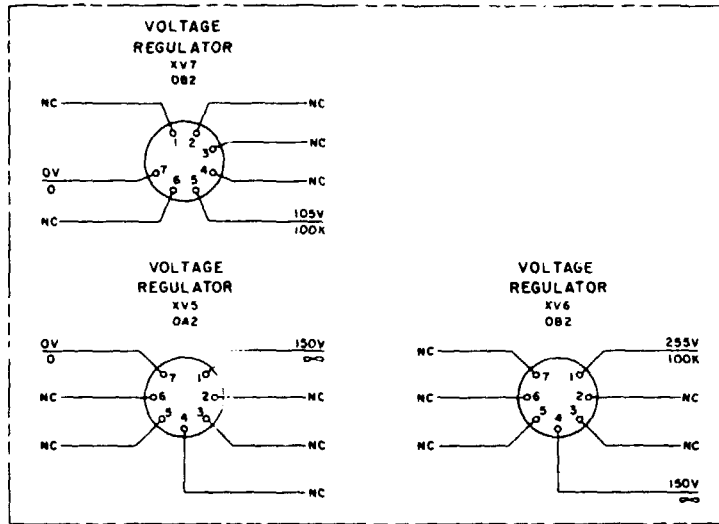 VOLTAGE
REGULATOR
XV7
OB2
NC
NC
1
2
3
NC
0V
0
7
4
NC
6
5
NC
105V
100K
VOLTAGE
REGULATOR
XV5
OA2
0V
0
150V
∞
7
1
NC
6
2
NC
5
3
4
NC
NC
NC
VOLTAGE
REGULATOR
XV6
OB2
NC
255V
100K
7
1
NC
6
2
NC
5
3
4
NC
NC
150V
∞